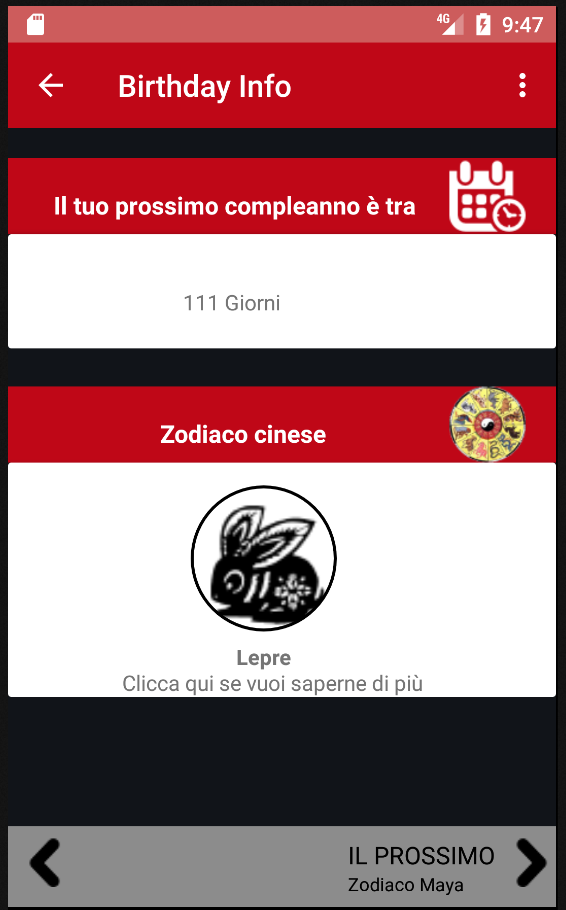 4G 9:47
Birthday Info
Il tuo prossimo compleanno è tra
111 Giorni
Zodiaco cinese
Lepre
Clicca qui se vuoi saperne di più
IL PROSSIMO
Zodiaco Maya